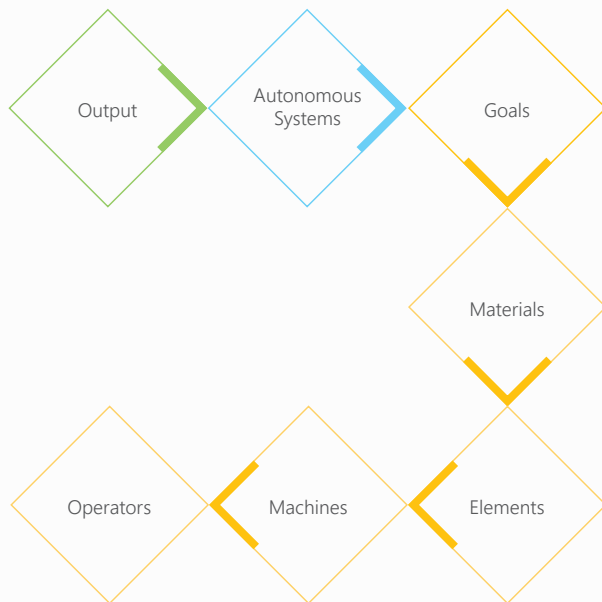 Output
Autonomous
Systems
Goals
Materials
Operators
Machines
Elements